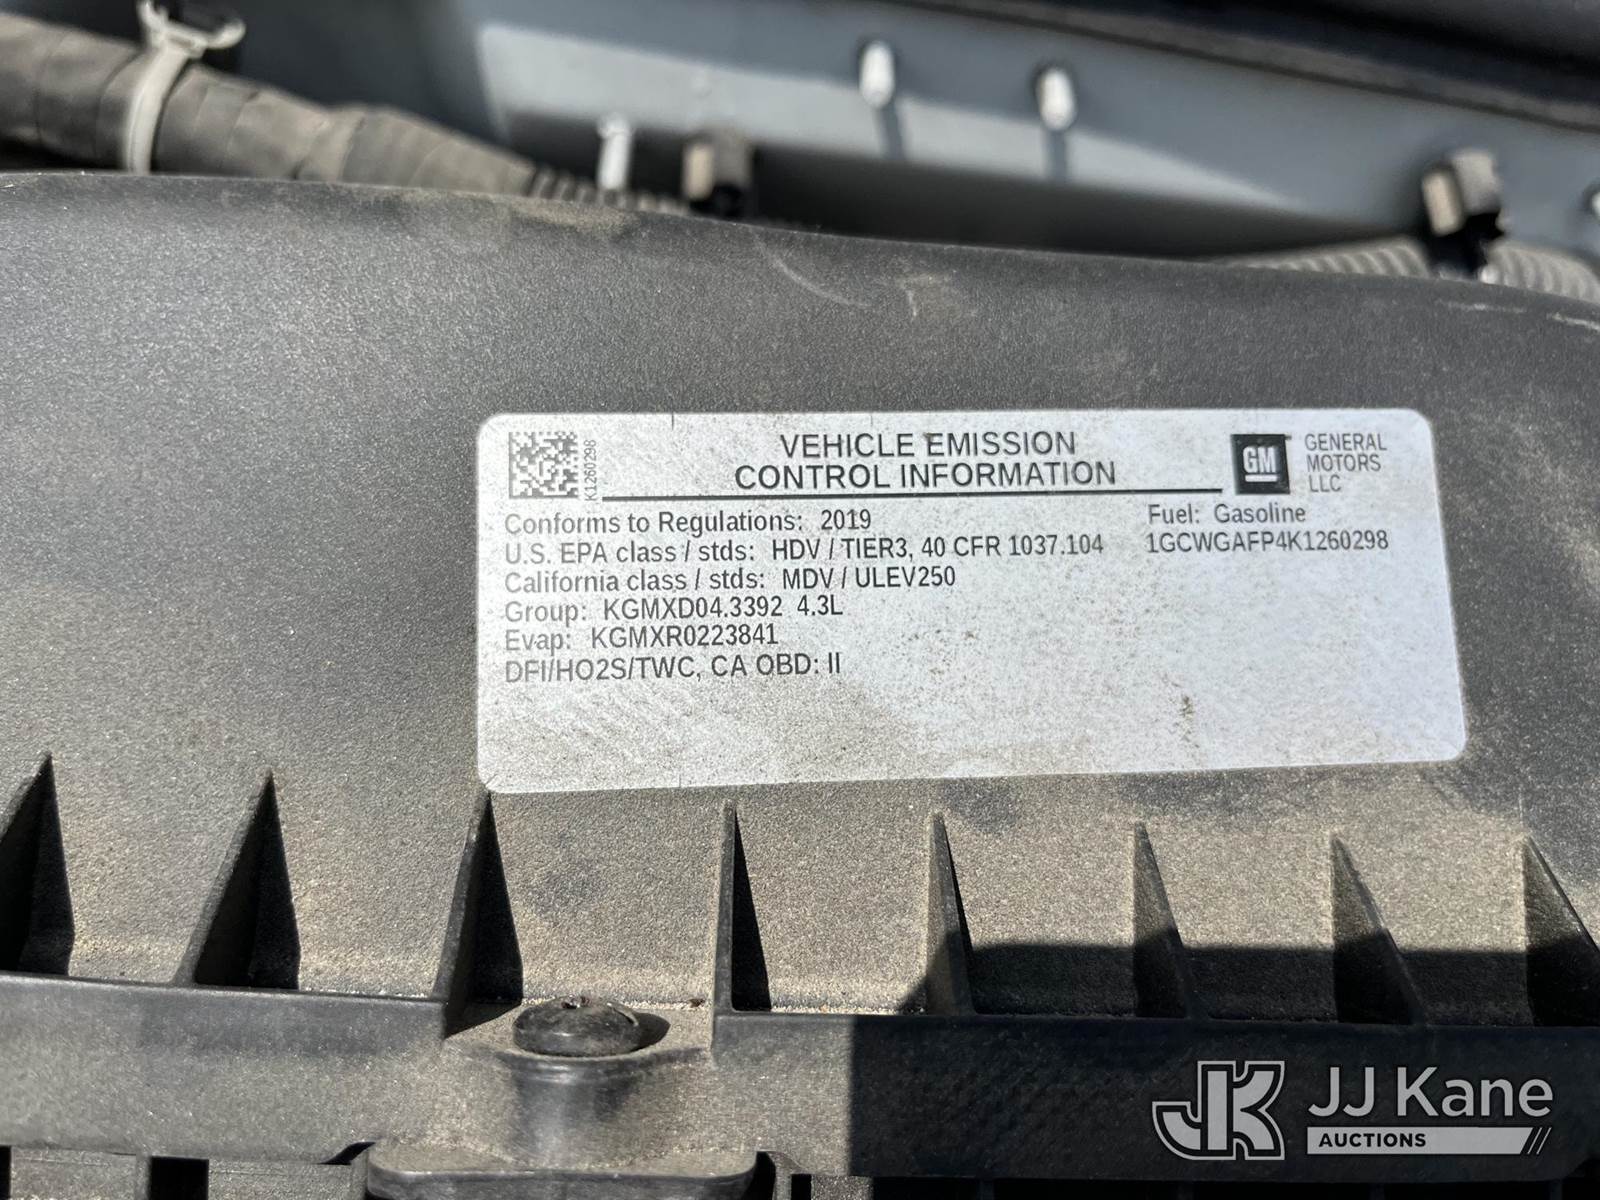 K1260298
VEHICLE EMISSION
CONTROL INFORMATION
GM
GENERAL
MOTORS
LLC
Conforms to Regulations: 2019
Fuel: Gasoline
U.S. EPA class / stds: HDV / TIER3, 40 CFR 1037.104
1GCWGAFP4K1260298
California class / stds: MDV / ULEV250
Group: KGMXD04.3392 4.3L
Evap: KGMXR0223841
DFI/HO2S/TWC, CA OBD: II
JK
JJ Kane
AUCTIONS